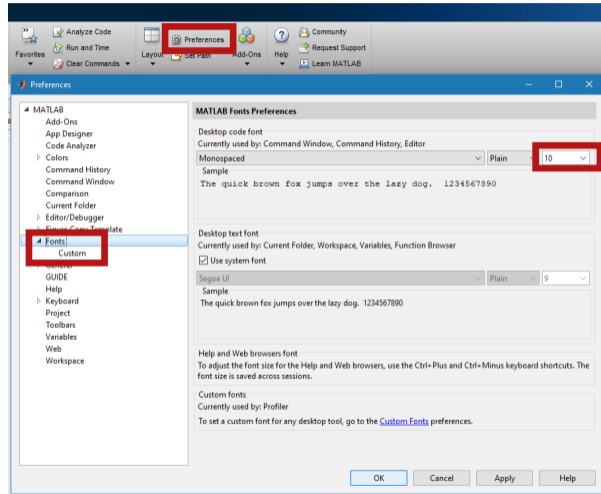 Analyze Code
Run and Time
Clear Commands
Favorites
Layout
Preferences
Set Path
Add-Ons
Help
Community
Request Support
Learn MATLAB
Preferences
MATLAB
Add-Ons
App Designer
Code Analyzer
Colors
Command History
Command Window
Comparison
Current Folder
Editor/Debugger
Figure Copy Template
Fonts
Custom
General
GUIDE
Help
Keyboard
Project
Toolbars
Variables
Web
Workspace
MATLAB Fonts Preferences
Desktop code font
Currently used by: Command Window, Command History, Editor
Monospaced Plain 10
Sample
The quick brown fox jumps over the lazy dog. 1234567890
Desktop text font
Currently used by: Current Folder, Workspace, Variables, Function Browser
Use system font
Segoe UI Plain 9
Sample
The quick brown fox jumps over the lazy dog. 1234567890
Help and Web browsers font
To adjust the font size for the Help and Web browsers, use the Ctrl+Plus and Ctrl+Minus keyboard shortcuts. The
font size is saved across sessions.
Custom fonts
Currently used by: Profiler
To set a custom font for any desktop tool, go to the Custom Fonts preferences.
OK Cancel Apply Help